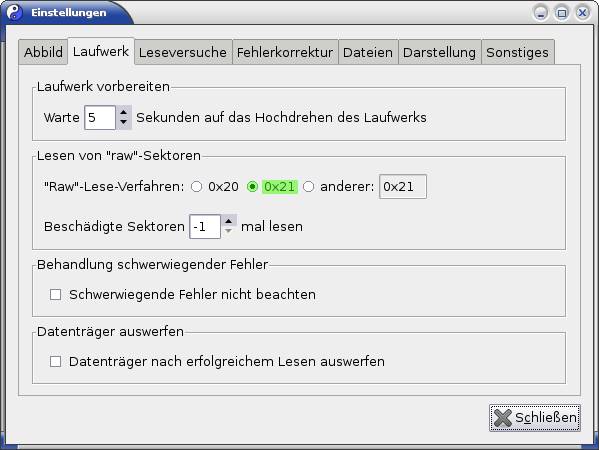 Einstellungen
Abbild Laufwerk Leseversuche Fehlerkorrektur Dateien Darstellung Sonstiges
Laufwerk vorbereiten
Warte 5 Sekunden auf das Hochdrehen des Laufwerks
Lesen von "raw"-Sektoren
"Raw"-Lese-Verfahren: 0x20 0x21 anderer: 0x21
Beschädigte Sektoren -1 mal lesen
Behandlung schwerwiegender Fehler
Schwerwiegende Fehler nicht beachten
Datenträger auswerfen
Datenträger nach erfolgreichem Lesen auswerfen
Schließen